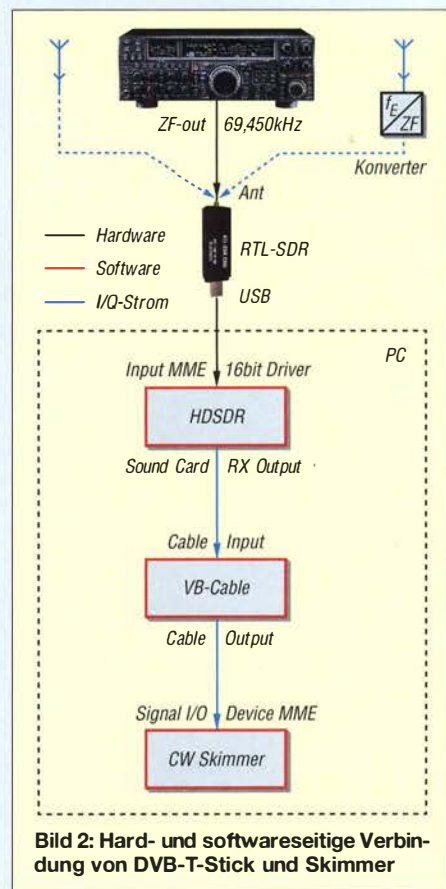 ZF-out 69,450kHz
fE/ZF
Konverter
Ant
Hardware
Software
I/Q-Strom
RTL-SDR
USB
PC
Input MME 16bit Driver
HDSDR
Sound Card RX Output
Cable Input
VB-Cable
Cable Output
Signal I/O Device MME
CW Skimmer
Bild 2: Hard- und softwareseitige Verbin-
dung von DVB-T-Stick und Skimmer